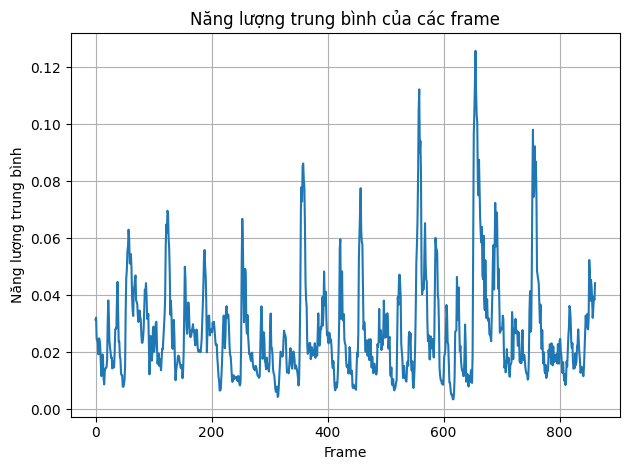 Năng lượng trung bình của các frame
Năng lượng trung bình
0.12
0.10
0.08
0.06
0.04
0.02
0.00
0 200 400 600 800
Frame